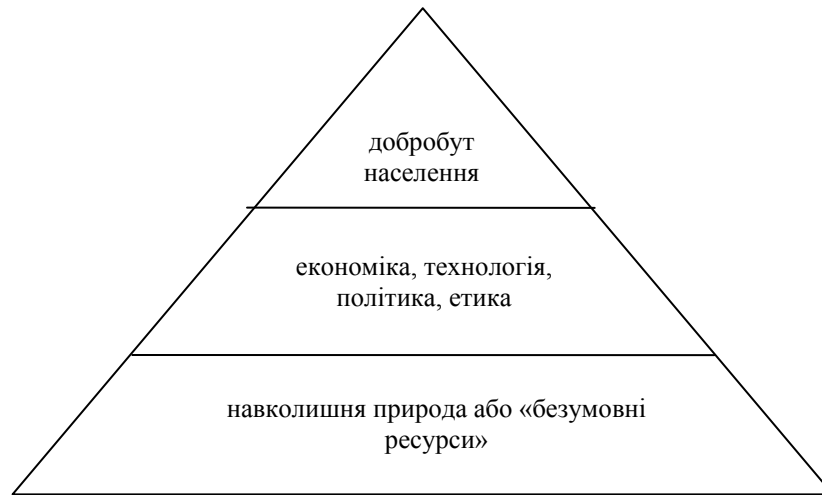 добробут
населення
економіка, технологія,
політика, етика
навколишня природа або «безумовні
ресурси»